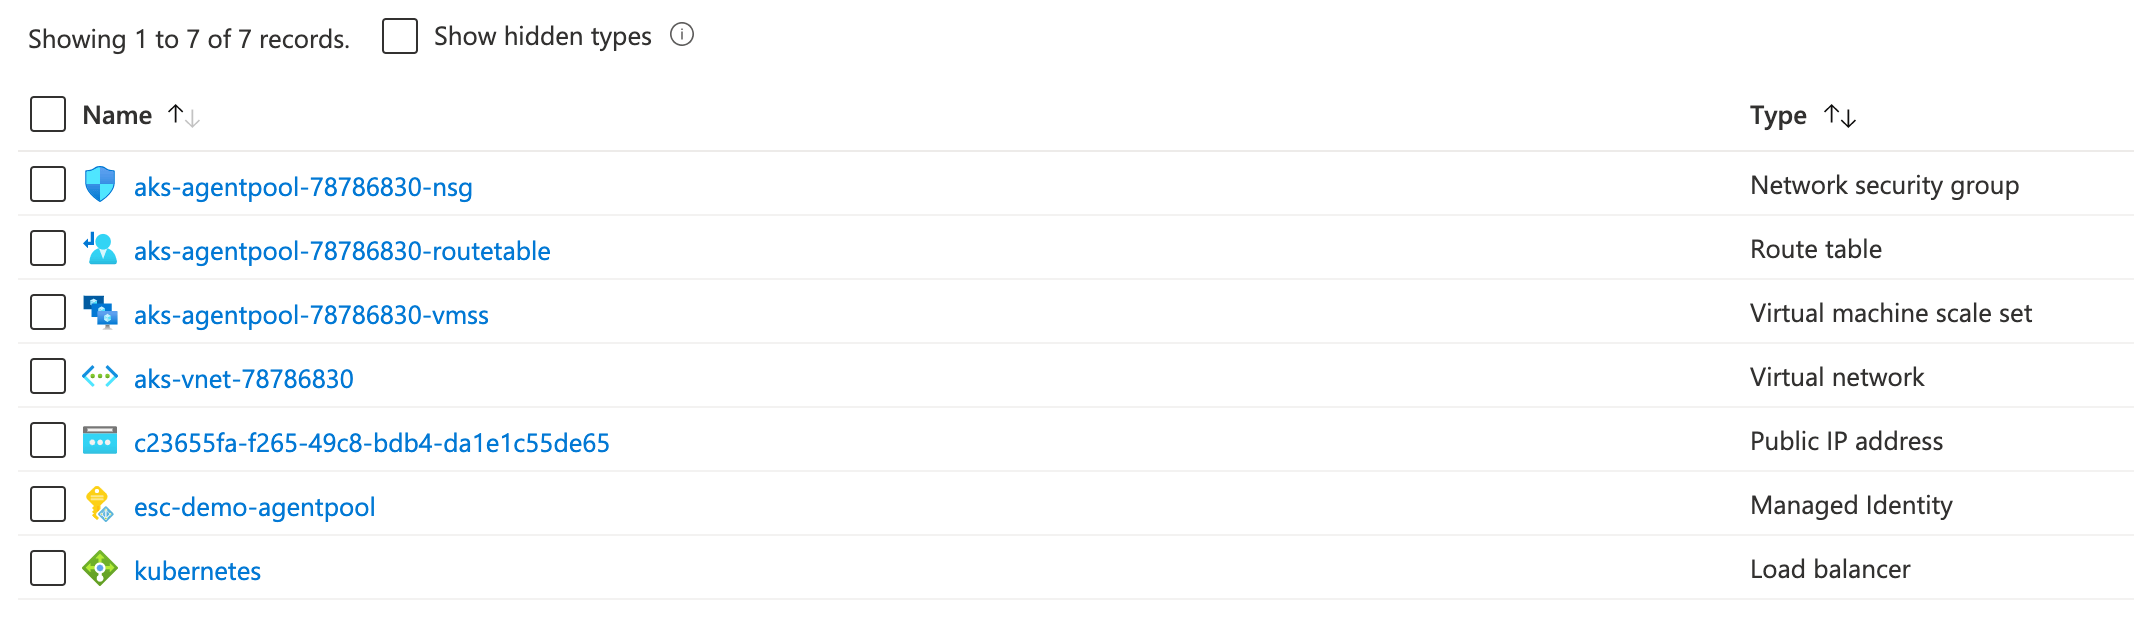 Showing 1 to 7 of 7 records. Show hidden types
Name Type
aks-agentpool-78786830-nsg Network security group
aks-agentpool-78786830-routetable Route table
aks-agentpool-78786830-vmss Virtual machine scale set
aks-vnet-78786830 Virtual network
c23655fa-f265-49c8-bdb4-da1e1c55de65 Public IP address
esc-demo-agentpool Managed Identity
kubernetes Load balancer